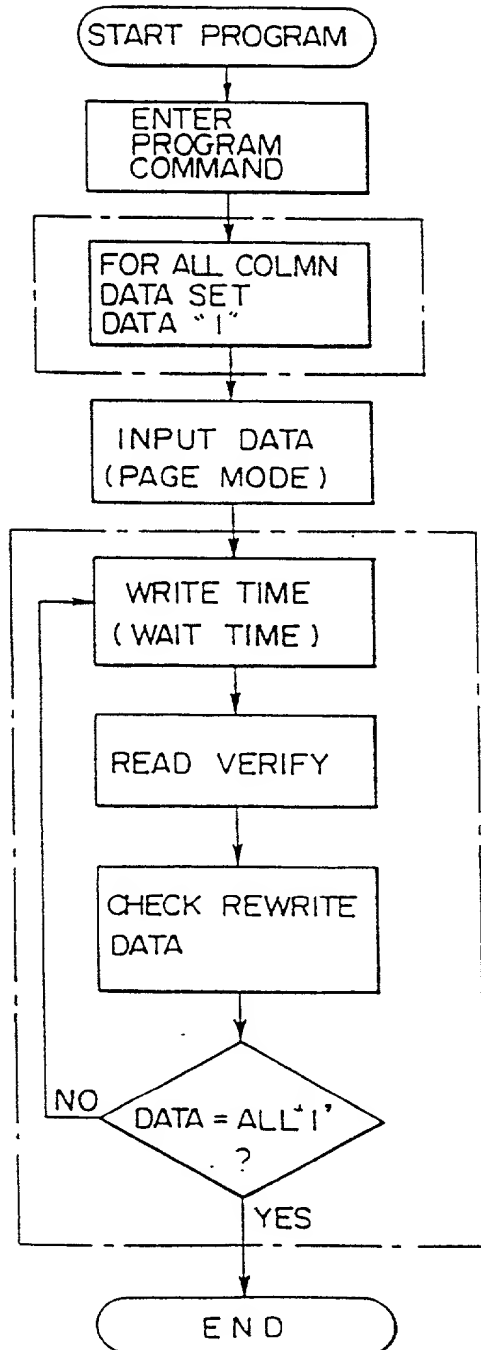 START PROGRAM
ENTER
PROGRAM
COMMAND
FOR ALL COLMN
DATA SET
DATA "1"
INPUT DATA
(PAGE MODE)
WRITE TIME
(WAIT TIME)
READ VERIFY
CHECK REWRITE
DATA
NO
DATA = ALL "1"
?
YES
END